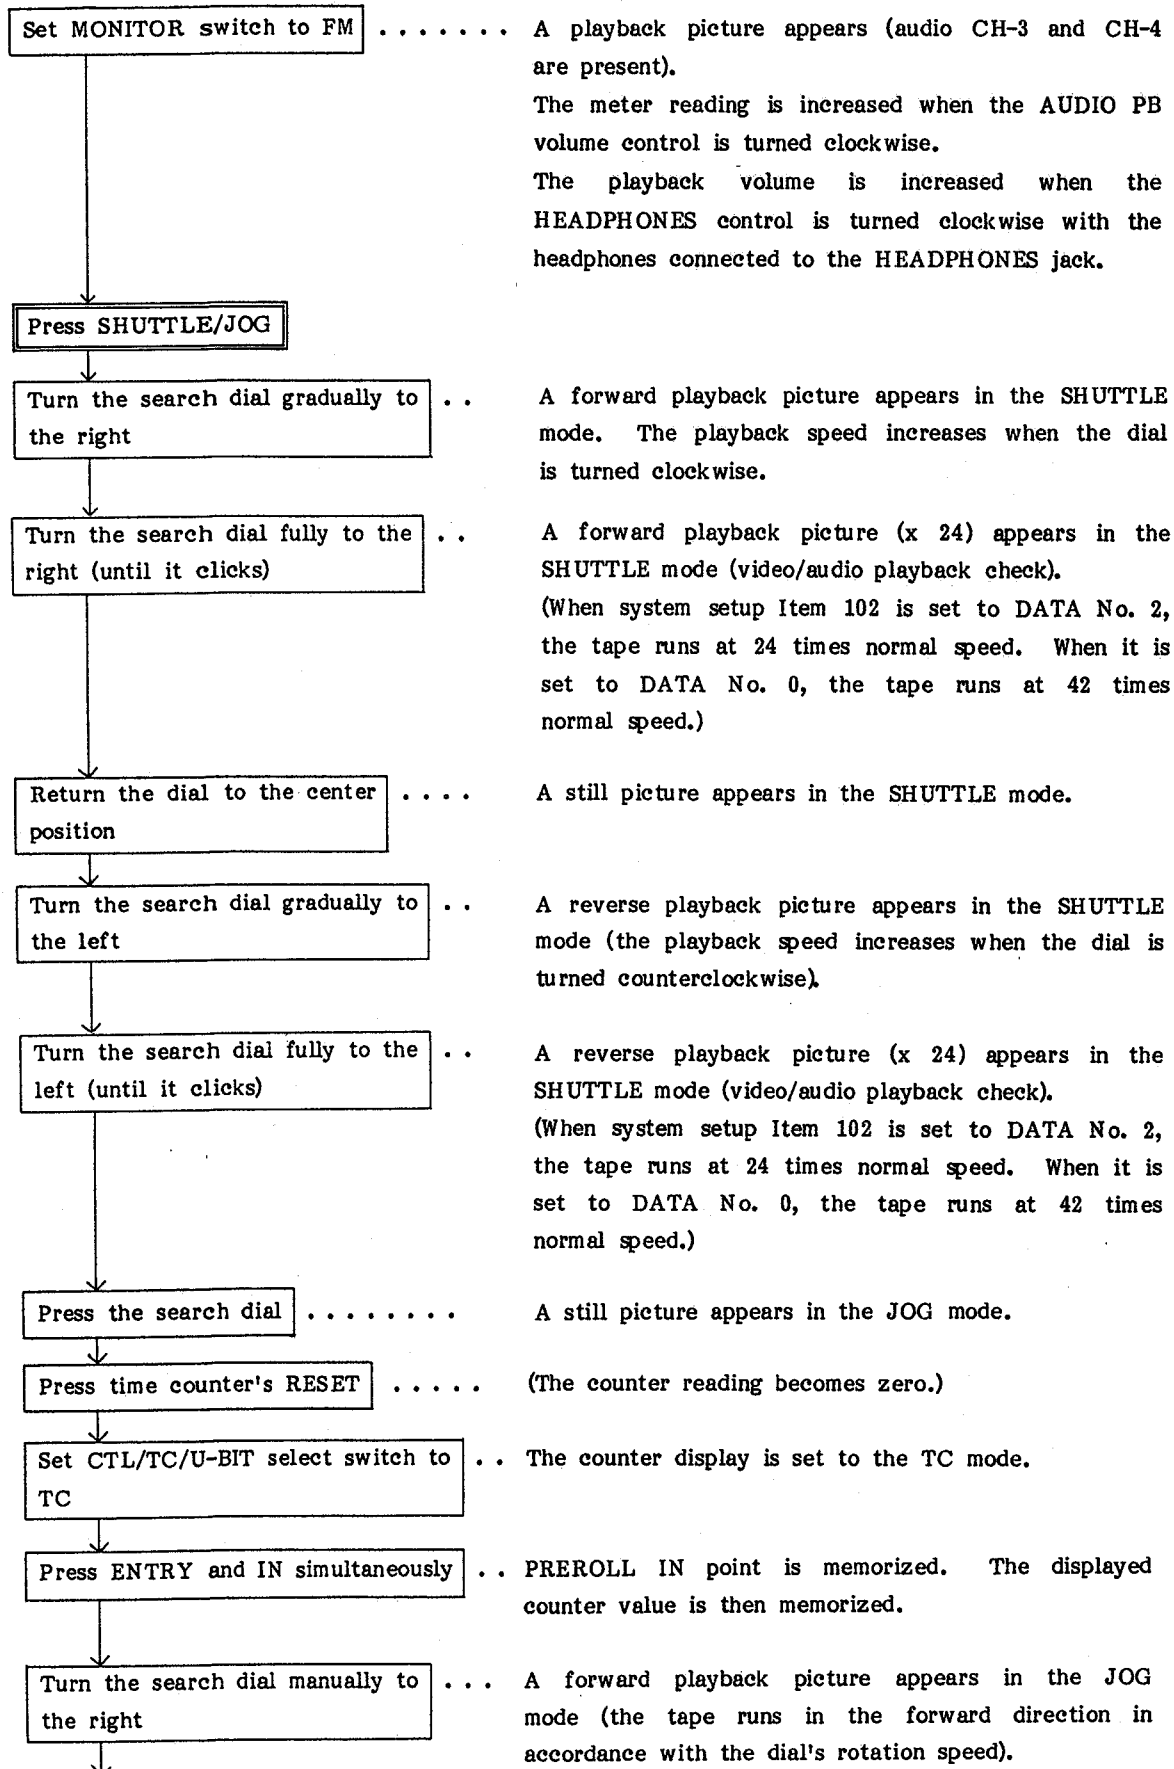 Set MONITOR switch to FM . . . . . . . A playback picture appears (audio CH-3 and CH-4
are present).
The meter reading is increased when the AUDIO PB
volume control is turned clockwise.
The playback volume is increased when the
HEADPHONES control is turned clockwise with the
headphones connected to the HEADPHONES jack.
Press SHUTTLE/JOG
Turn the search dial gradually to . . A forward playback picture appears in the SHUTTLE
the right mode. The playback speed increases when the dial
is turned clockwise.
Turn the search dial fully to the . . A forward playback picture (x 24) appears in the
right (until it clicks) SHUTTLE mode (video/audio playback check).
(When system setup Item 102 is set to DATA No. 2,
the tape runs at 24 times normal speed. When it is
set to DATA No. 0, the tape runs at 42 times
normal speed.)
Return the dial to the center . . . . A still picture appears in the SHUTTLE mode.
position
Turn the search dial gradually to . . A reverse playback picture appears in the SHUTTLE
the left mode (the playback speed increases when the dial is
turned counterclockwise).
Turn the search dial fully to the . . A reverse playback picture (x 24) appears in the
left (until it clicks) SHUTTLE mode (video/audio playback check).
(When system setup Item 102 is set to DATA No. 2,
the tape runs at 24 times normal speed. When it is
set to DATA No. 0, the tape runs at 42 times
normal speed.)
Press the search dial . . . . . . . . A still picture appears in the JOG mode.
Press time counter's RESET . . . . . (The counter reading becomes zero.)
Set CTL/TC/U-BIT select switch to . . The counter display is set to the TC mode.
TC
Press ENTRY and IN simultaneously . . PREROLL IN point is memorized. The displayed
counter value is then memorized.
Turn the search dial manually to . . . A forward playback picture appears in the JOG
the right mode (the tape runs in the forward direction in
accordance with the dial's rotation speed).